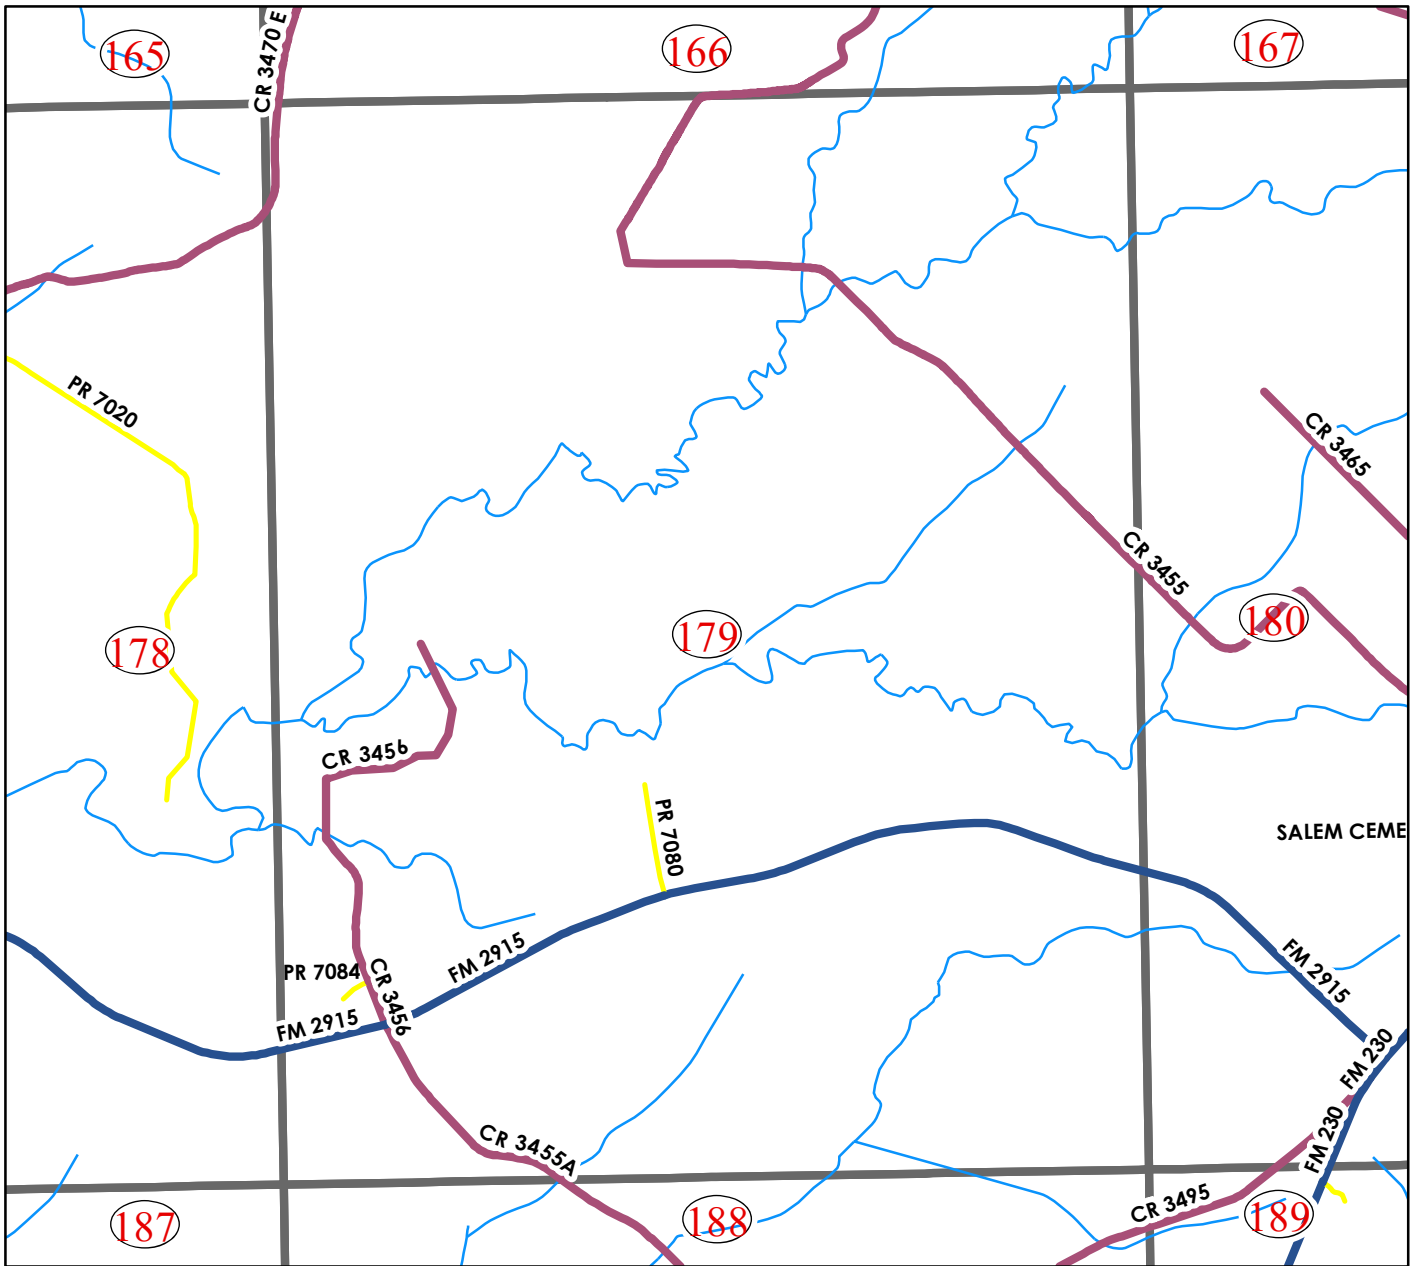 CR 3470 E
165
166
167
PR 7020
CR 3465
CR 3455
180
179
178
CR 3456
PR 7080
SALEM CEME
FM 2915
FM 2915
PR 7084
CR 3456
FM 2915
FM 230
FM 230
CR 3455A
CR 3495
187
188
189